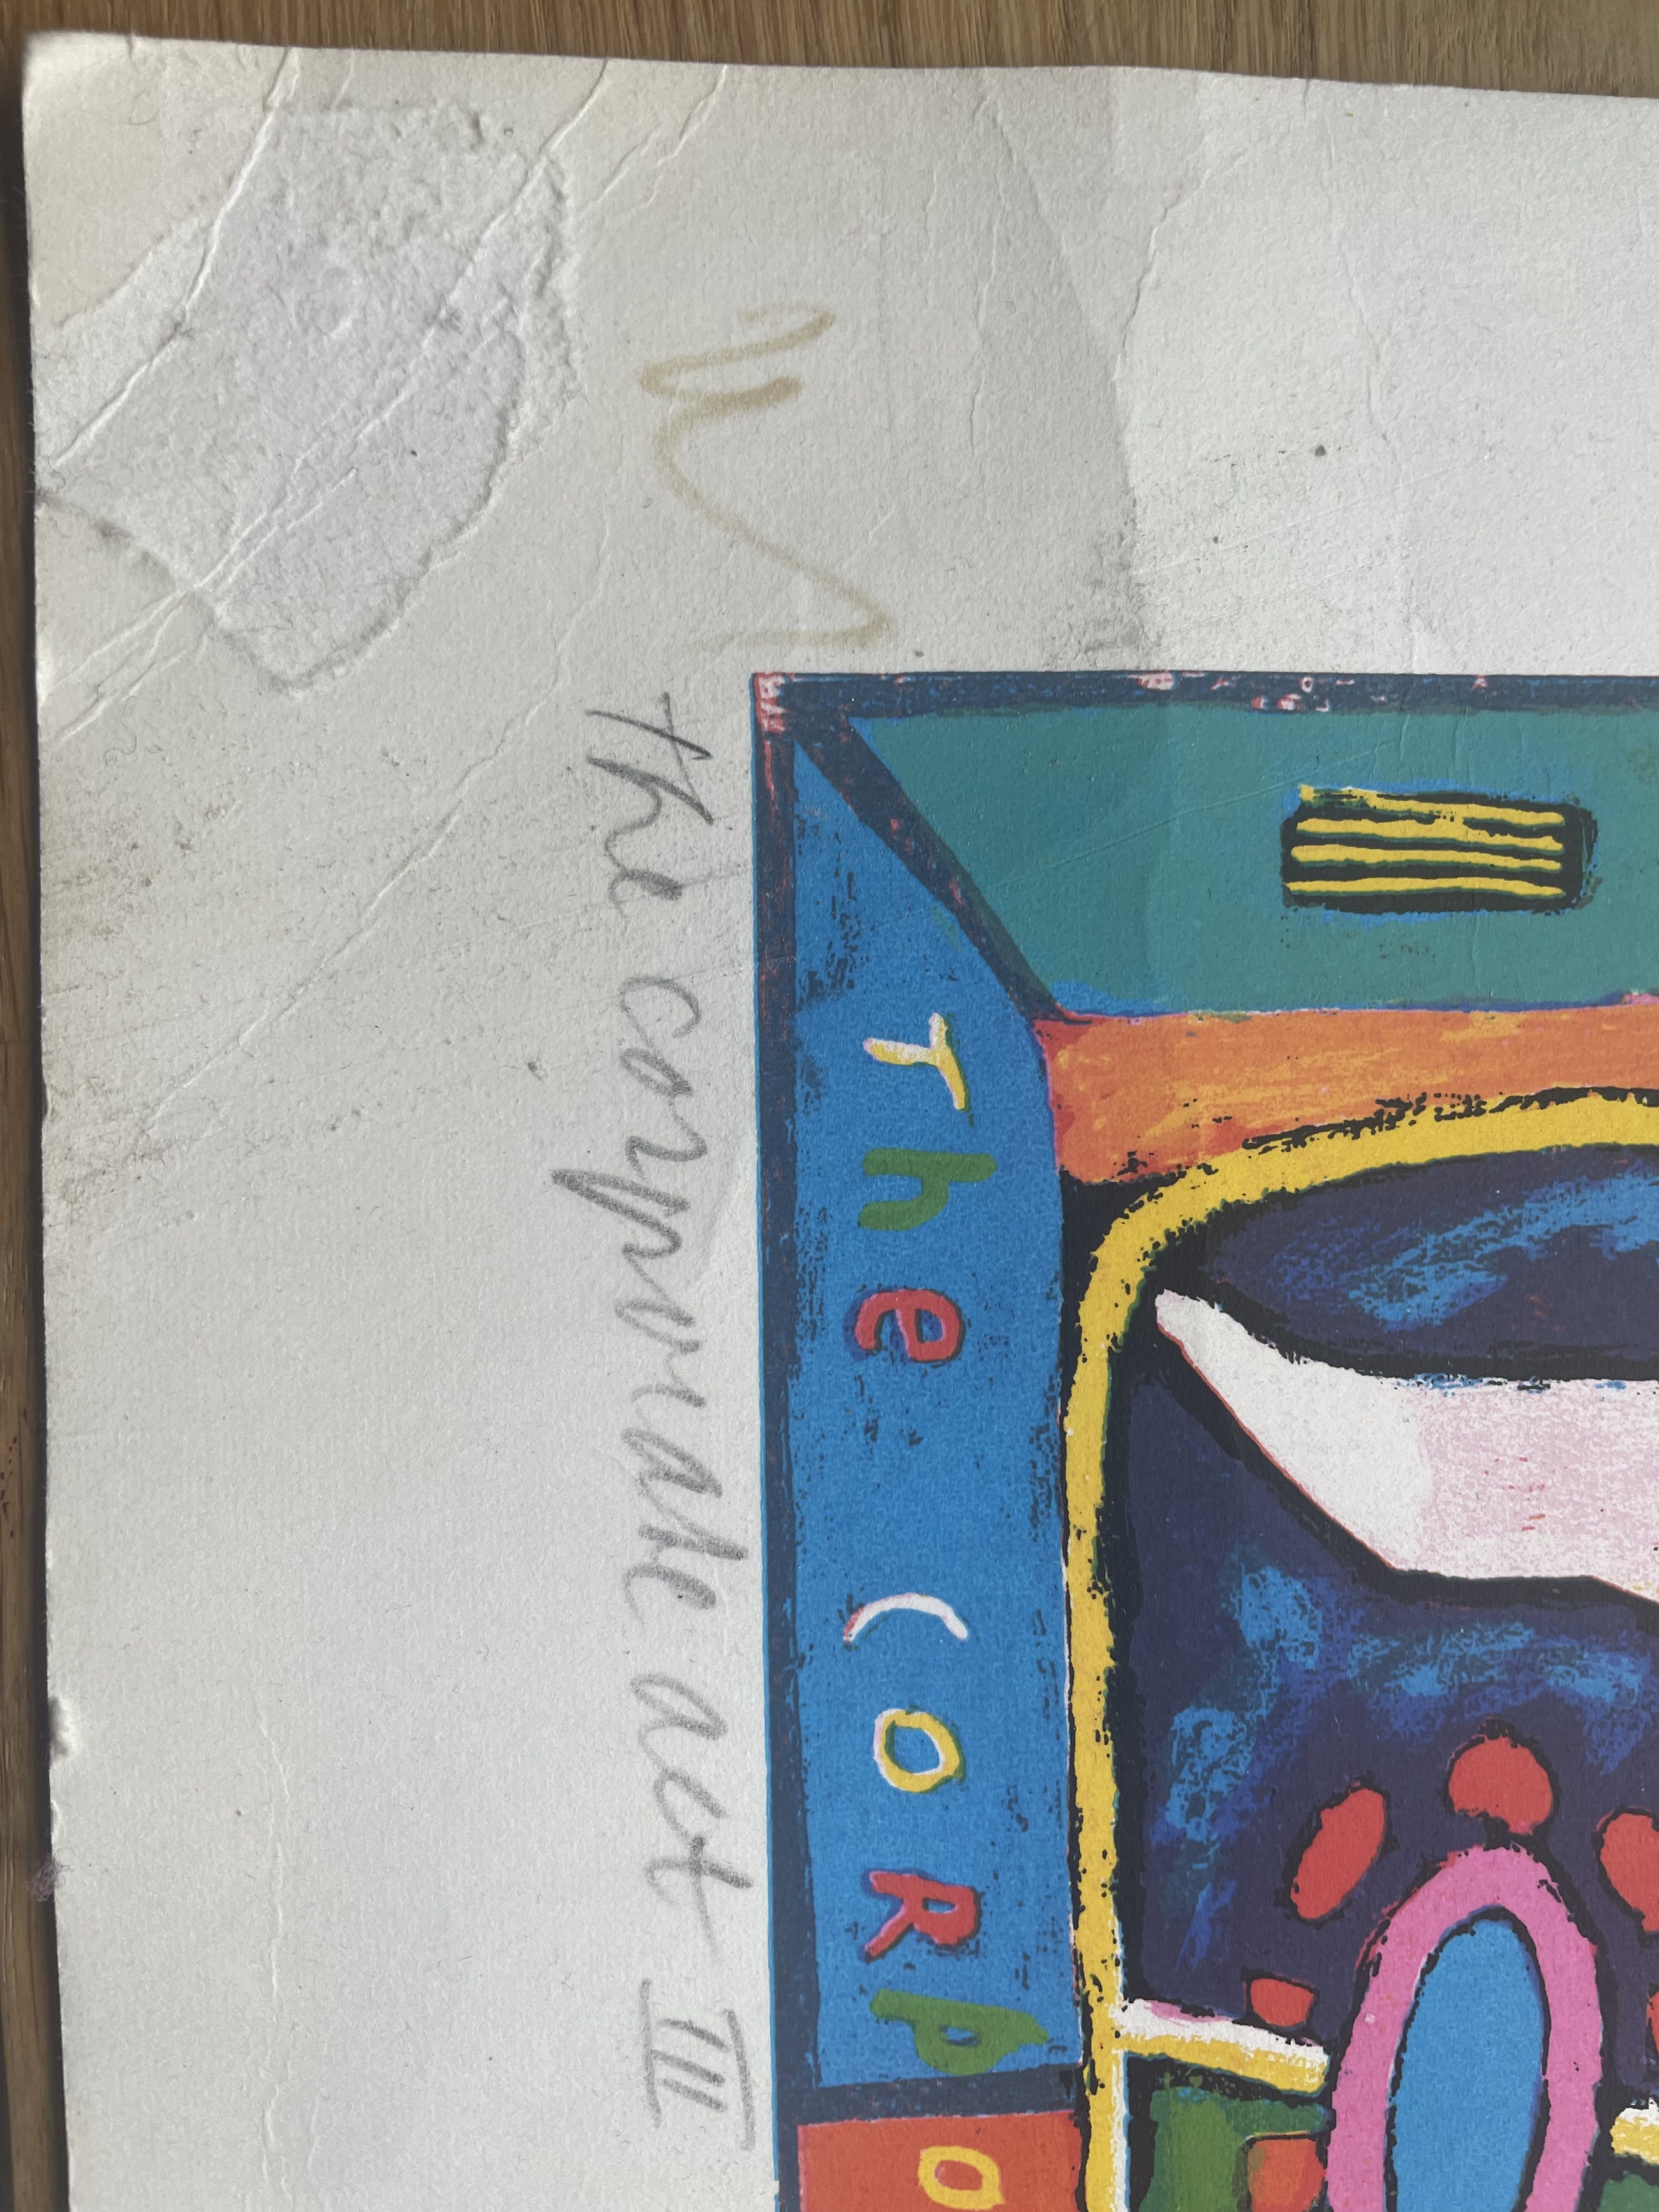 The CoRpo
the corporate act III